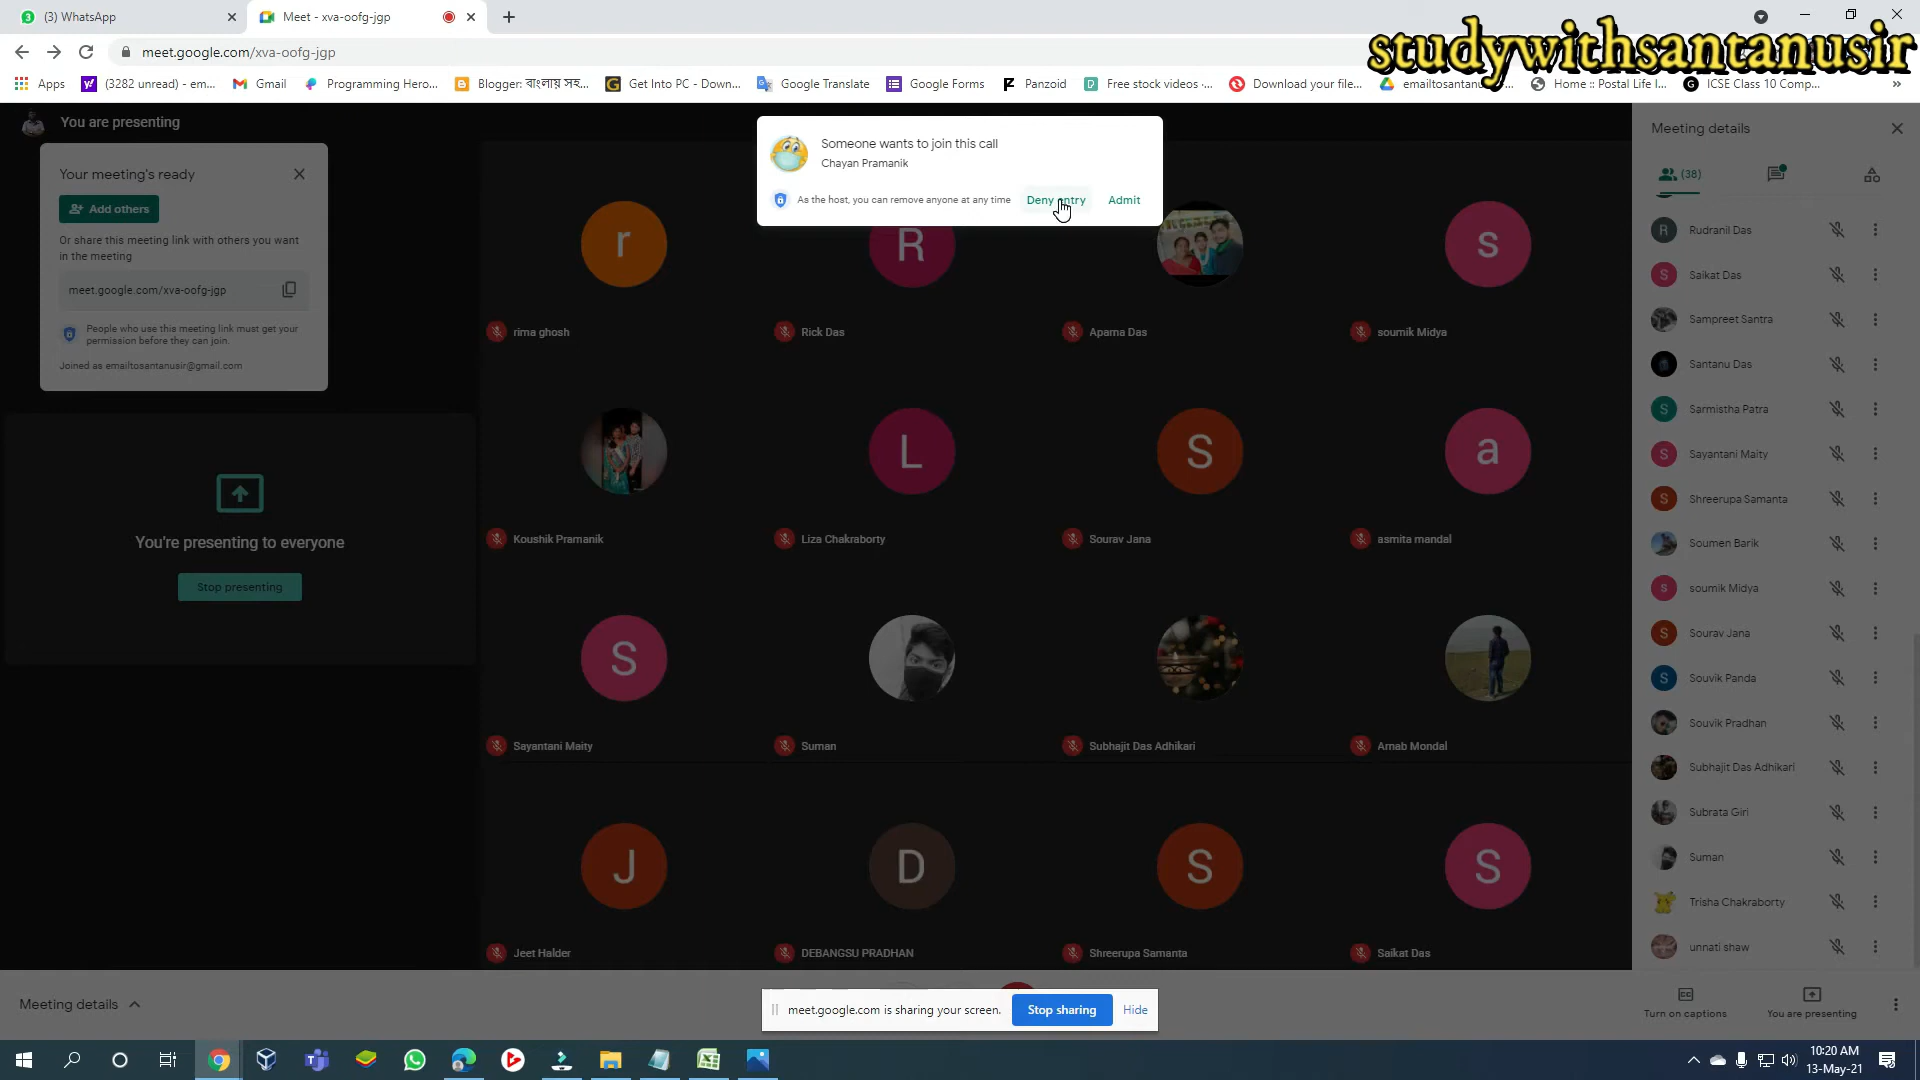 (3) WhatsApp
Meet - xva-oofg-jgp
meet.google.com/xva-oofg-jgp
studywithsantanusir
Apps
(3282 unread) - em...
Gmail
Programming Hero...
Blogger: বাংলায় সহ...
Get Into PC - Down...
Google Translate
Google Forms
Panzoid
Free stock videos -...
Download your file...
emailtosantanu...
Home :: Postal Life I...
ICSE Class 10 Comp...
You are presenting
Your meeting's ready
Add others
Or share this meeting link with others you want
in the meeting
meet.google.com/xva-oofg-jgp
People who use this meeting link must get your
permission before they can join.
Joined as emailtosantanusir@gmail.com
You're presenting to everyone
Stop presenting
Someone wants to join this call
Chayan Pramanik
As the host, you can remove anyone at any time
Deny entry
Admit
r
R
s
rima ghosh
Rick Das
Aparna Das
soumik Midya
L
S
a
Koushik Pramanik
Liza Chakraborty
Sourav Jana
asmita mandal
S
Sayantani Maity
Suman
Subhajit Das Adhikari
Arnab Mondal
J
D
S
S
Jeet Halder
DEBANGSU PRADHAN
Shreerupa Samanta
Saikat Das
Meeting details
(38)
R Rudranil Das
S Saikat Das
Sampreet Santra
Santanu Das
S Sarmistha Patra
S Sayantani Maity
S Shreerupa Samanta
Soumen Barik
s soumik Midya
S Sourav Jana
S Souvik Panda
Souvik Pradhan
Subhajit Das Adhikari
Subrata Giri
Suman
Trisha Chakraborty
unnati shaw
Meeting details
meet.google.com is sharing your screen.
Stop sharing
Hide
Turn on captions
You are presenting
10:20 AM
13-May-21